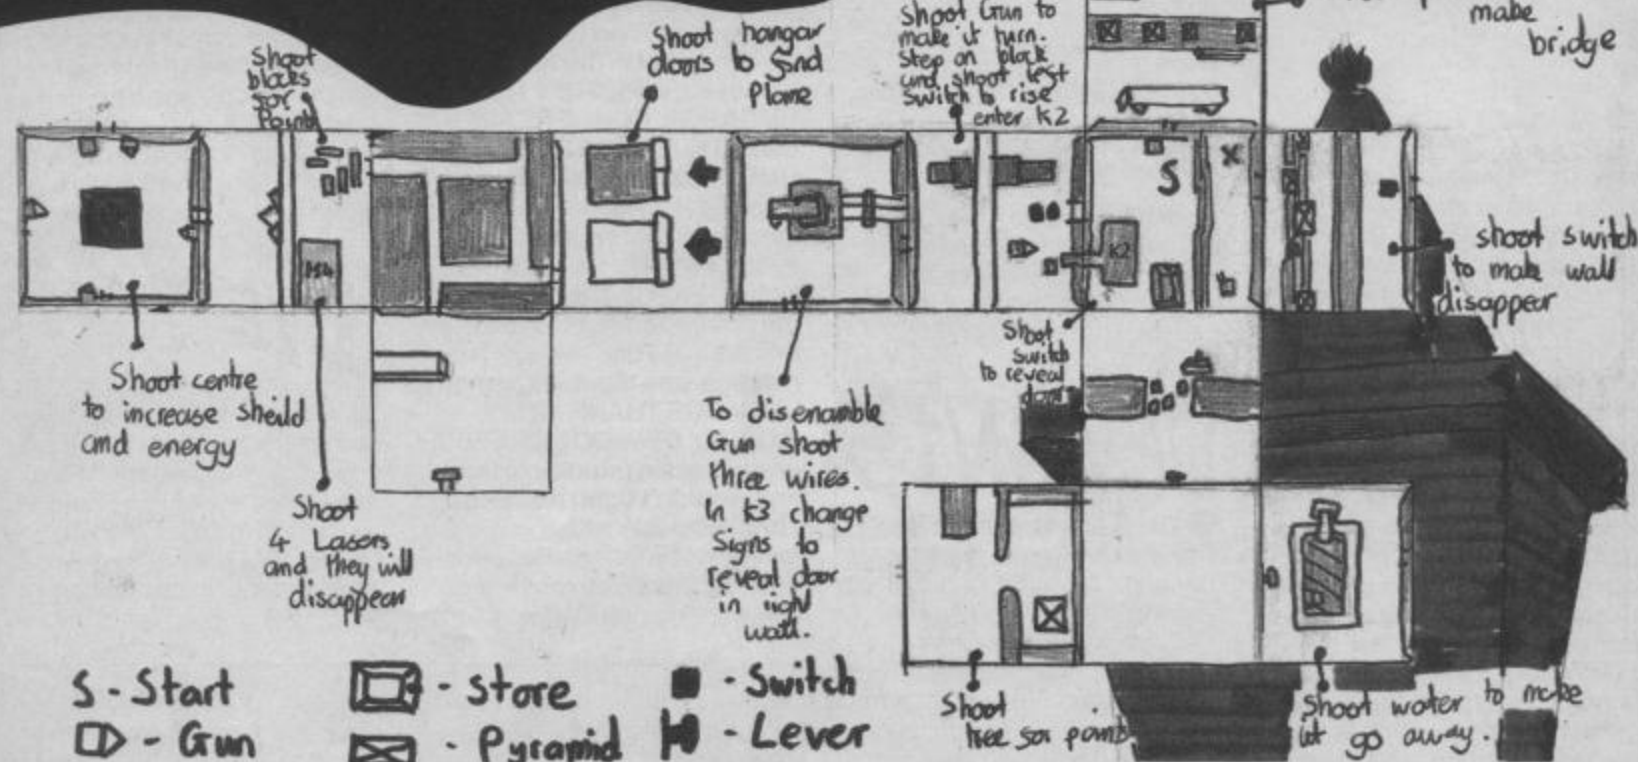 make
bridge
Shoot
blocks
for
Points
Shoot hangar
doors to find
Plane
Shoot Gun to
make it turn.
Step on block
and shoot left
Switch to rise
enter K2
S
X
K2
M4
shoot switch
to make wall
disappear
Shoot
switch
to reveal
door
Shoot centre
to increase sheild
and energy
Shoot
4 Lasors
and they will
disappear
To disenamble
Gun shoot
three wires.
In K3 change
Signs to
reveal door
in right
wall.
Shoot
tree for points
Shoot water to make
it go away.
S - Start
- Gun
- Store
- Pyramid
- Switch
- Lever